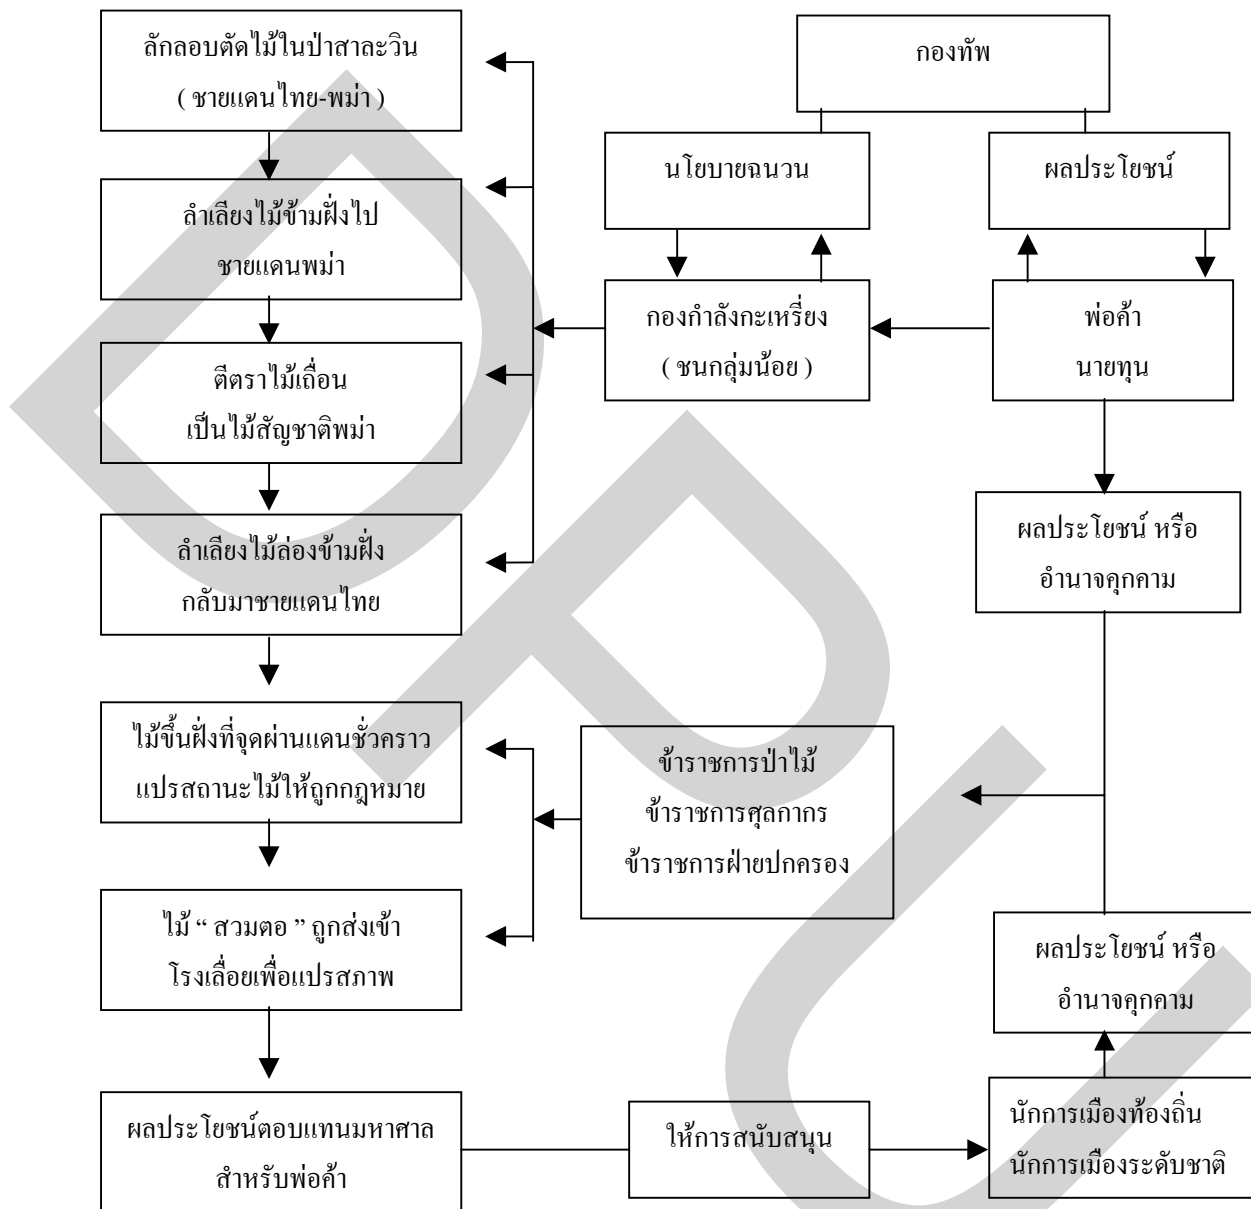 ลักลอบตัดไม้ในป่าสาละวิน
( ชายแดนไทย-พม่า )
ลำเลียงไม้ข้ามฝั่งไป
ชายแดนพม่า
ตีตราไม้เถื่อน
เป็นไม้สัญชาติพม่า
ลำเลียงไม้ล่องข้ามฝั่ง
กลับมาชายแดนไทย
ไม้ขึ้นฝั่งที่จุดผ่านแดนชั่วคราว
แปรสถานะไม้ให้ถูกกฎหมาย
ไม้ “ สวมตอ ” ถูกส่งเข้า
โรงเลื่อยเพื่อแปรสภาพ
ผลประโยชน์ตอบแทนมหาศาล
สำหรับพ่อค้า
กองทัพ
นโยบายฉนวน
ผลประโยชน์
กองกำลังกะเหรี่ยง
( ชนกลุ่มน้อย )
พ่อค้า
นายทุน
ผลประโยชน์ หรือ
อำนาจคุกคาม
ข้าราชการป่าไม้
ข้าราชการศุลกากร
ข้าราชการฝ่ายปกครอง
ผลประโยชน์ หรือ
อำนาจคุกคาม
ให้การสนับสนุน
นักการเมืองท้องถิ่น
นักการเมืองระดับชาติ
DPU